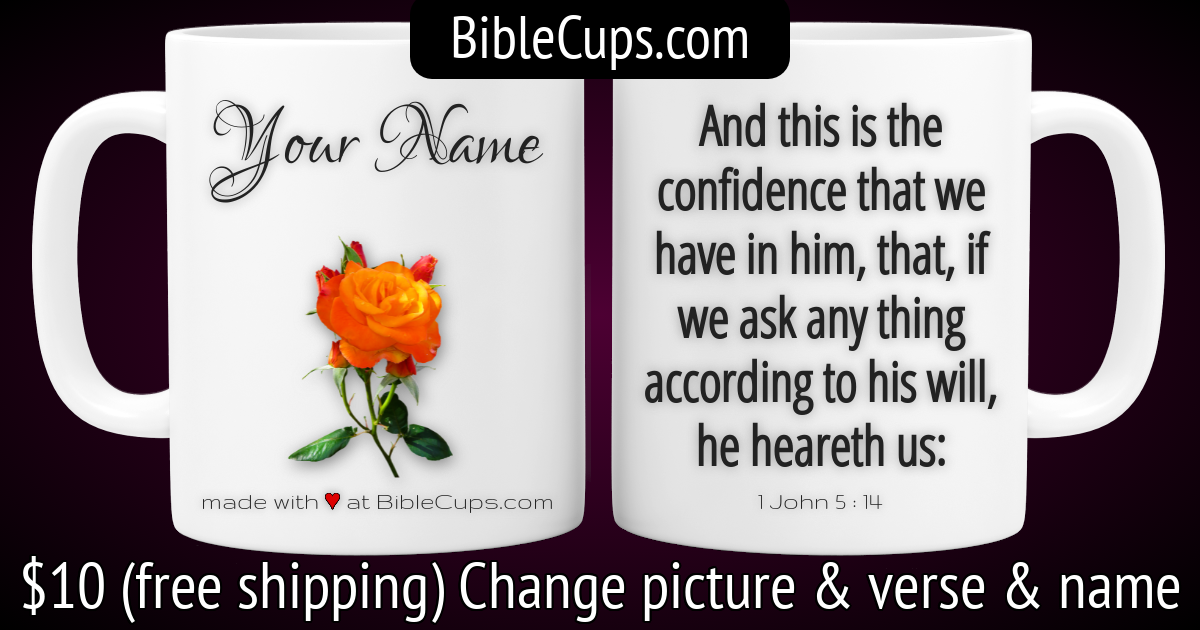 BibleCups.com
Your Name
made with ♥ at BibleCups.com
And this is the
confidence that we
have in him, that, if
we ask any thing
according to his will,
he heareth us:
1 John 5 : 14
$10 (free shipping) Change picture & verse & name